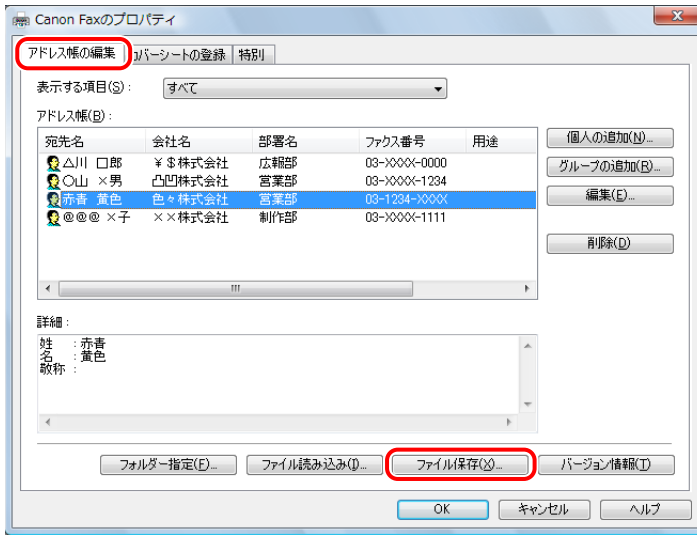 Canon Faxのプロパティ
アドレス帳の編集 カバーシートの登録 特別
表示する項目(S): すべて
アドレス帳(B):
宛先名 会社名 部署名 ファクス番号 用途
△川 口郎 ￥＄株式会社 広報部 03-XXXX-0000
○山 ×男 凸凹株式会社 営業部 03-XXXX-1234
赤青 黄色 色々株式会社 営業部 03-1234-XXXX
@@@ ×子 ××株式会社 制作部 03-XXXX-1111
個人の追加(N)...
グループの追加(R)...
編集(E)...
削除(D)
詳細:
姓 :赤青
名 :黄色
敬称 :
フォルダー指定(F)... ファイル読み込み(I)... ファイル保存(X)... バージョン情報(T)
OK キャンセル ヘルプ